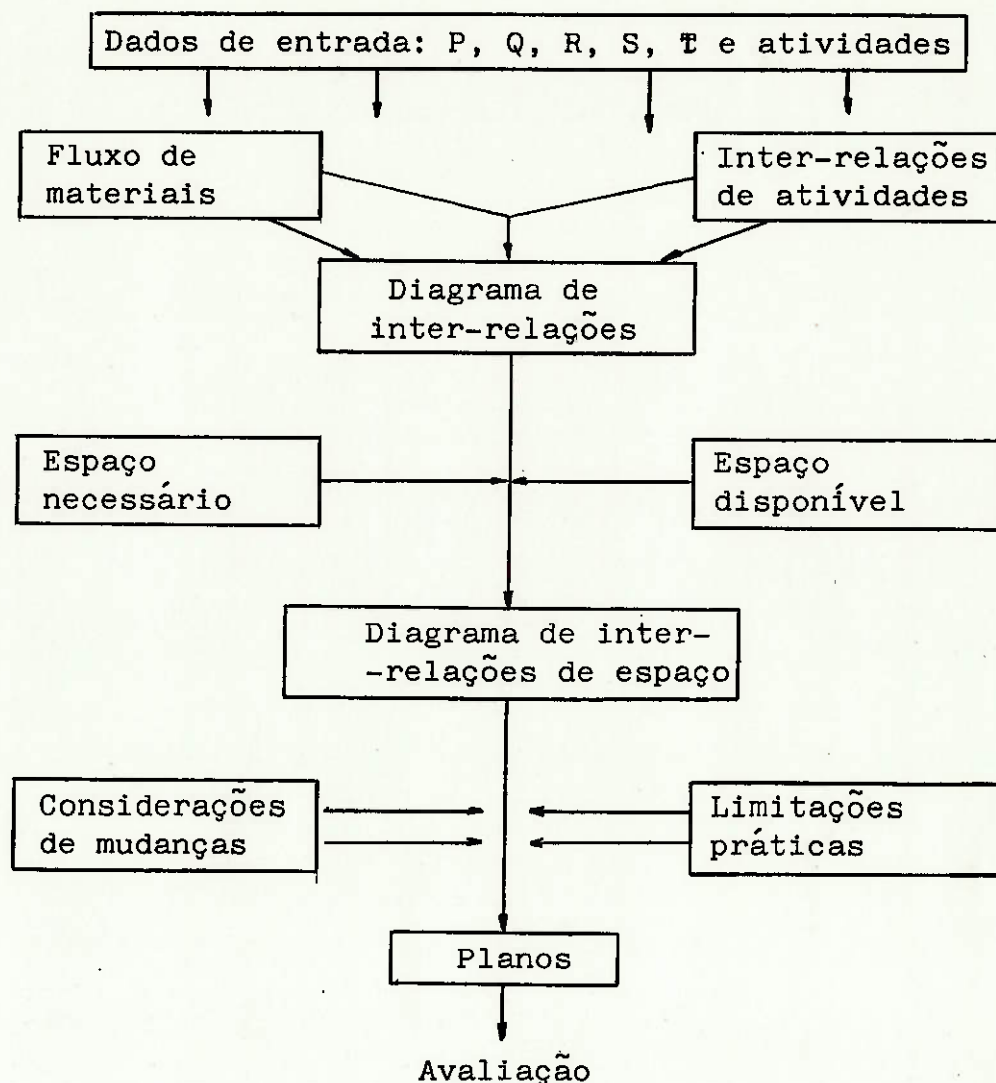 Dados de entrada: P, Q, R, S, T e atividades
Fluxo de
materiais
Inter-relações
de atividades
Diagrama de
inter-relações
Espaço
necessário
Espaço
disponível
Diagrama de inter-
-relações de espaço
Considerações
de mudanças
Limitações
práticas
Planos
Avaliação